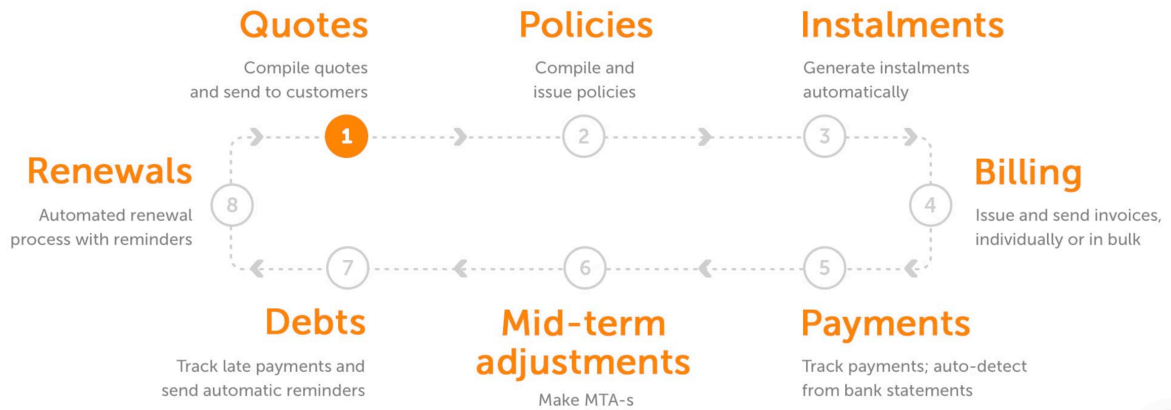 Quotes
Compile quotes
and send to customers
1
Policies
Compile and
issue policies
2
Instalments
Generate instalments
automatically
3
Billing
Issue and send invoices,
individually or in bulk
4
Payments
Track payments; auto-detect
from bank statements
5
Mid-term
adjustments
Make MTA-s
6
Debts
Track late payments and
send automatic reminders
7
Renewals
Automated renewal
process with reminders
8